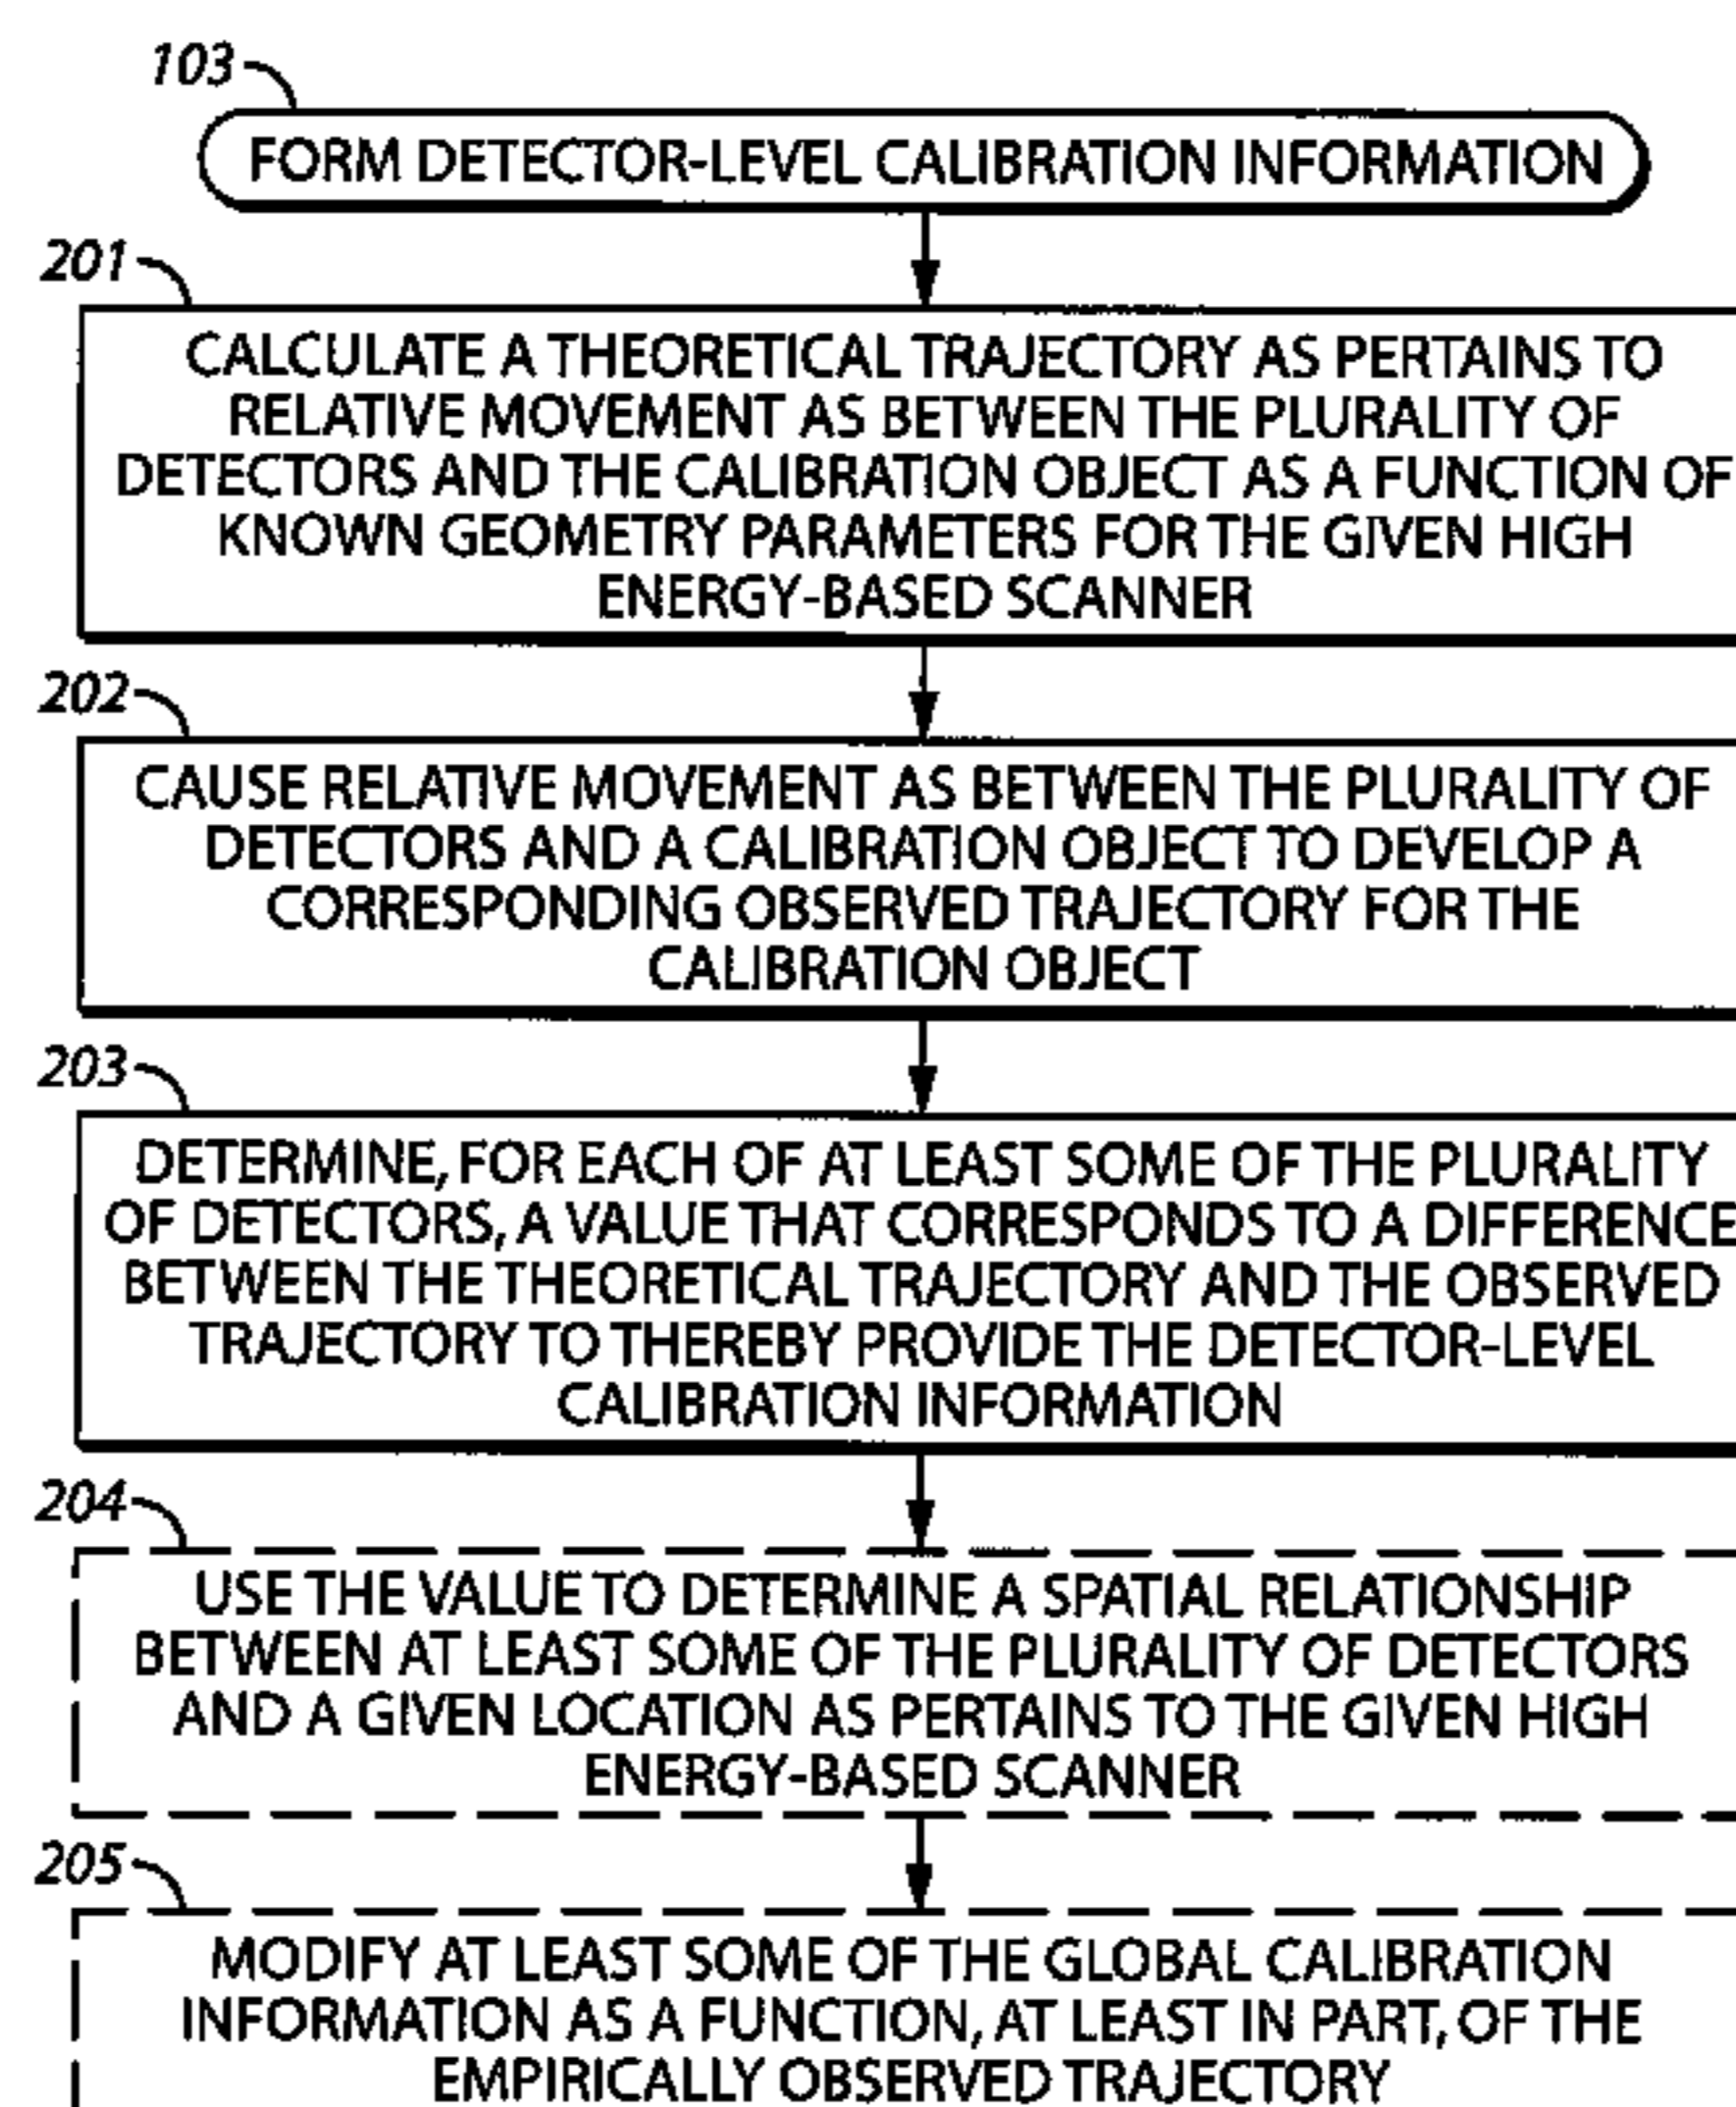 103
FORM DETECTOR-LEVEL CALIBRATION INFORMATION
201
CALCULATE A THEORETICAL TRAJECTORY AS PERTAINS TO
RELATIVE MOVEMENT AS BETWEEN THE PLURALITY OF
DETECTORS AND THE CALIBRATION OBJECT AS A FUNCTION OF
KNOWN GEOMETRY PARAMETERS FOR THE GIVEN HIGH
ENERGY-BASED SCANNER
202
CAUSE RELATIVE MOVEMENT AS BETWEEN THE PLURALITY OF
DETECTORS AND A CALIBRATION OBJECT TO DEVELOP A
CORRESPONDING OBSERVED TRAJECTORY FOR THE
CALIBRATION OBJECT
203
DETERMINE, FOR EACH OF AT LEAST SOME OF THE PLURALITY
OF DETECTORS, A VALUE THAT CORRESPONDS TO A DIFFERENCE
BETWEEN THE THEORETICAL TRAJECTORY AND THE OBSERVED
TRAJECTORY TO THEREBY PROVIDE THE DETECTOR-LEVEL
CALIBRATION INFORMATION
204
USE THE VALUE TO DETERMINE A SPATIAL RELATIONSHIP
BETWEEN AT LEAST SOME OF THE PLURALITY OF DETECTORS
AND A GIVEN LOCATION AS PERTAINS TO THE GIVEN HIGH
ENERGY-BASED SCANNER
205
MODIFY AT LEAST SOME OF THE GLOBAL CALIBRATION
INFORMATION AS A FUNCTION, AT LEAST IN PART, OF THE
EMPIRICALLY OBSERVED TRAJECTORY